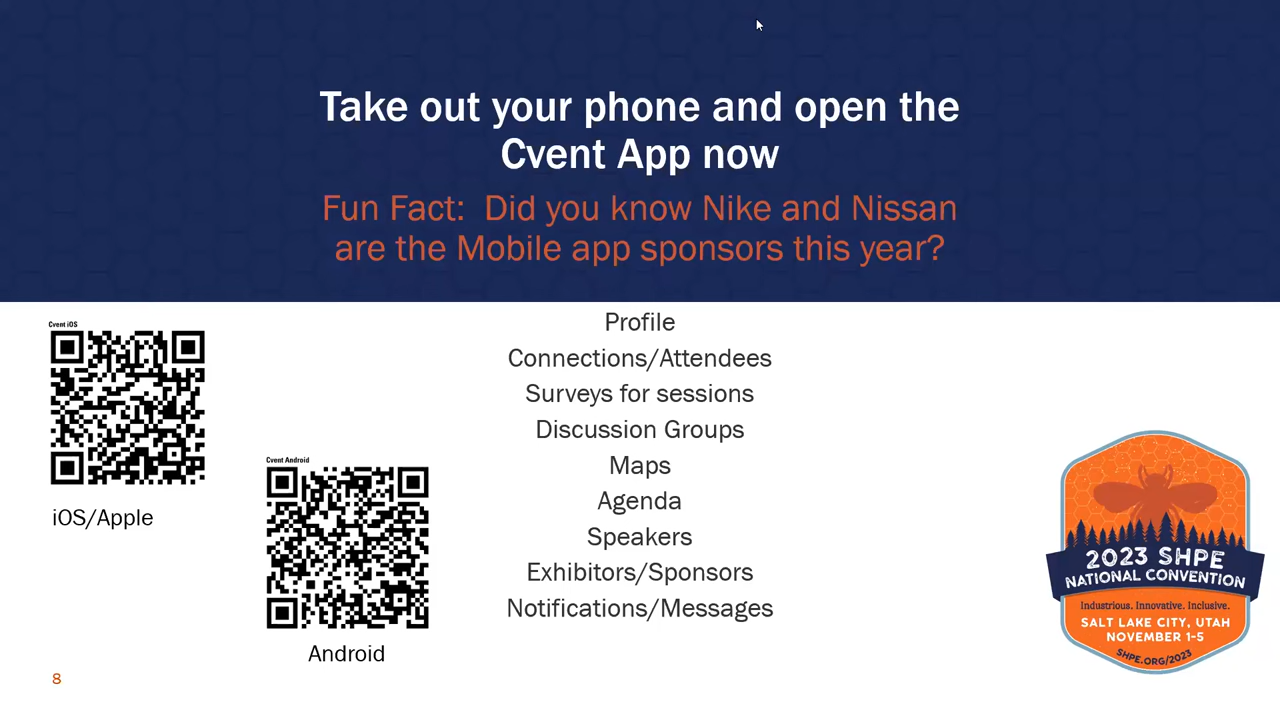 Take out your phone and open the
Cvent App now
Fun Fact:  Did you know Nike and Nissan
are the Mobile app sponsors this year?
Cvent iOS
iOS/Apple
Cvent Android
Android
Profile
Connections/Attendees
Surveys for sessions
Discussion Groups
Maps
Agenda
Speakers
Exhibitors/Sponsors
Notifications/Messages
2023 SHPE
NATIONAL CONVENTION
Industrious. Innovative. Inclusive.
SALT LAKE CITY, UTAH
NOVEMBER 1-5
SHPE.ORG/2023
8